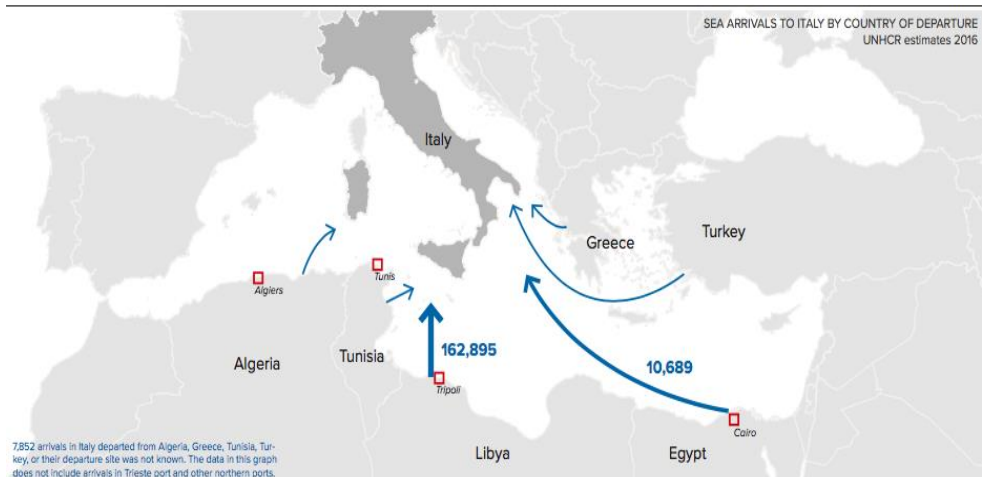 SEA ARRIVALS TO ITALY BY COUNTRY OF DEPARTURE
UNHCR estimates 2016
Italy
Greece
Turkey
Tunis
Algiers
162,895
10,689
Algeria
Tunisia
Tripoli
Cairo
Libya
Egypt
7,852 arrivals in Italy departed from Algeria, Greece, Tunisia, Tur-
key, or their departure site was not known. The data in this graph
does not include arrivals in Trieste port and other northern ports.